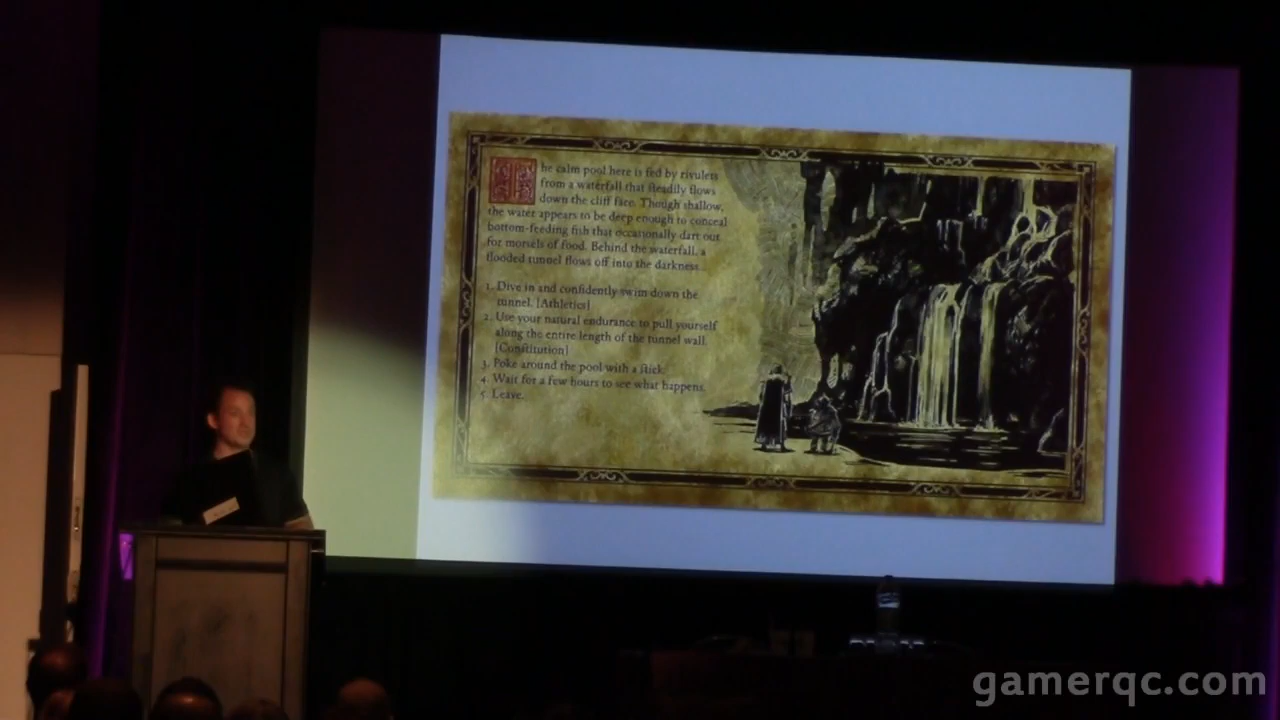 The calm pool here is fed by rivulets
from a waterfall that steadily flows
down the cliff face. Though shallow,
the water appears to be deep enough to conceal
bottom-feeding fish that occasionally dart out
for morsels of food. Behind the waterfall, a
flooded tunnel flows off into the darkness...
1. Dive in and confidently swim down the
tunnel. [Athletics]
2. Use your natural endurance to pull yourself
along the entire length of the tunnel wall.
[Constitution]
3. Poke around the pool with a stick.
4. Wait for a few hours to see what happens.
5. Leave.
gamerqc.com